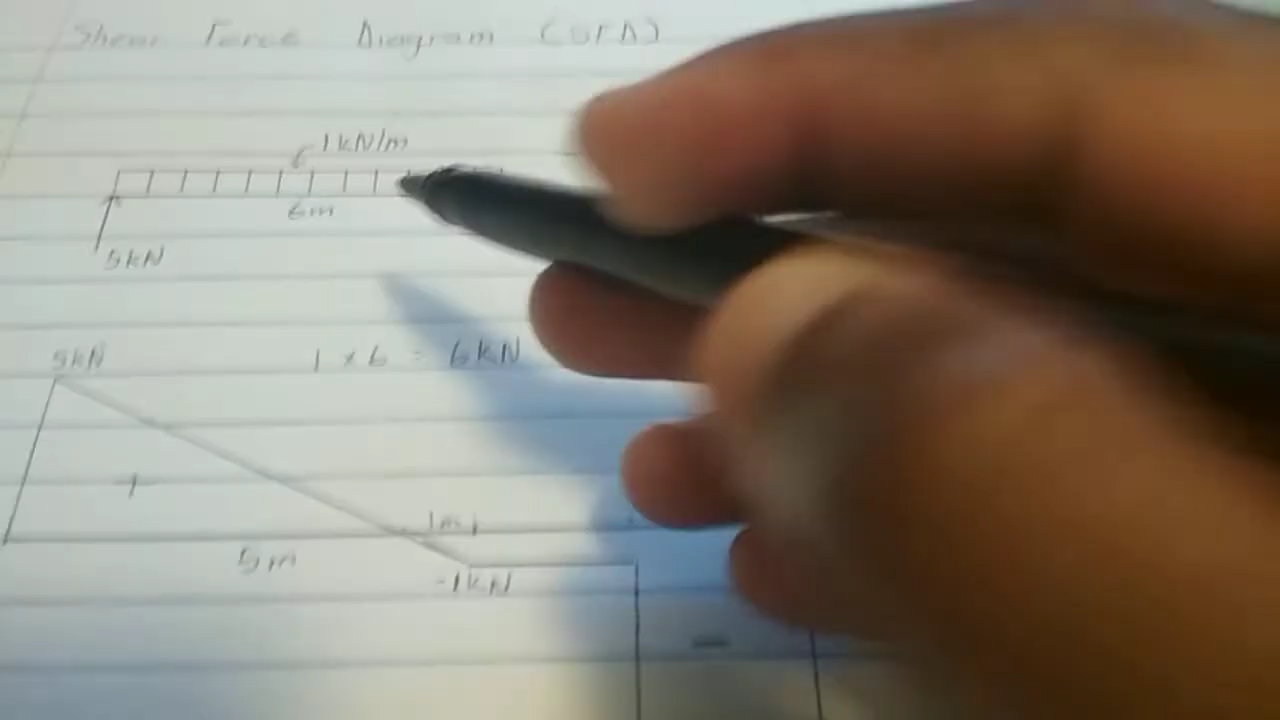 Shear Force Diagram (SFD)
1kN/m
6m
5kN
5kN
1 x 6 = 6kN
+
1m
5m
-1kN
-